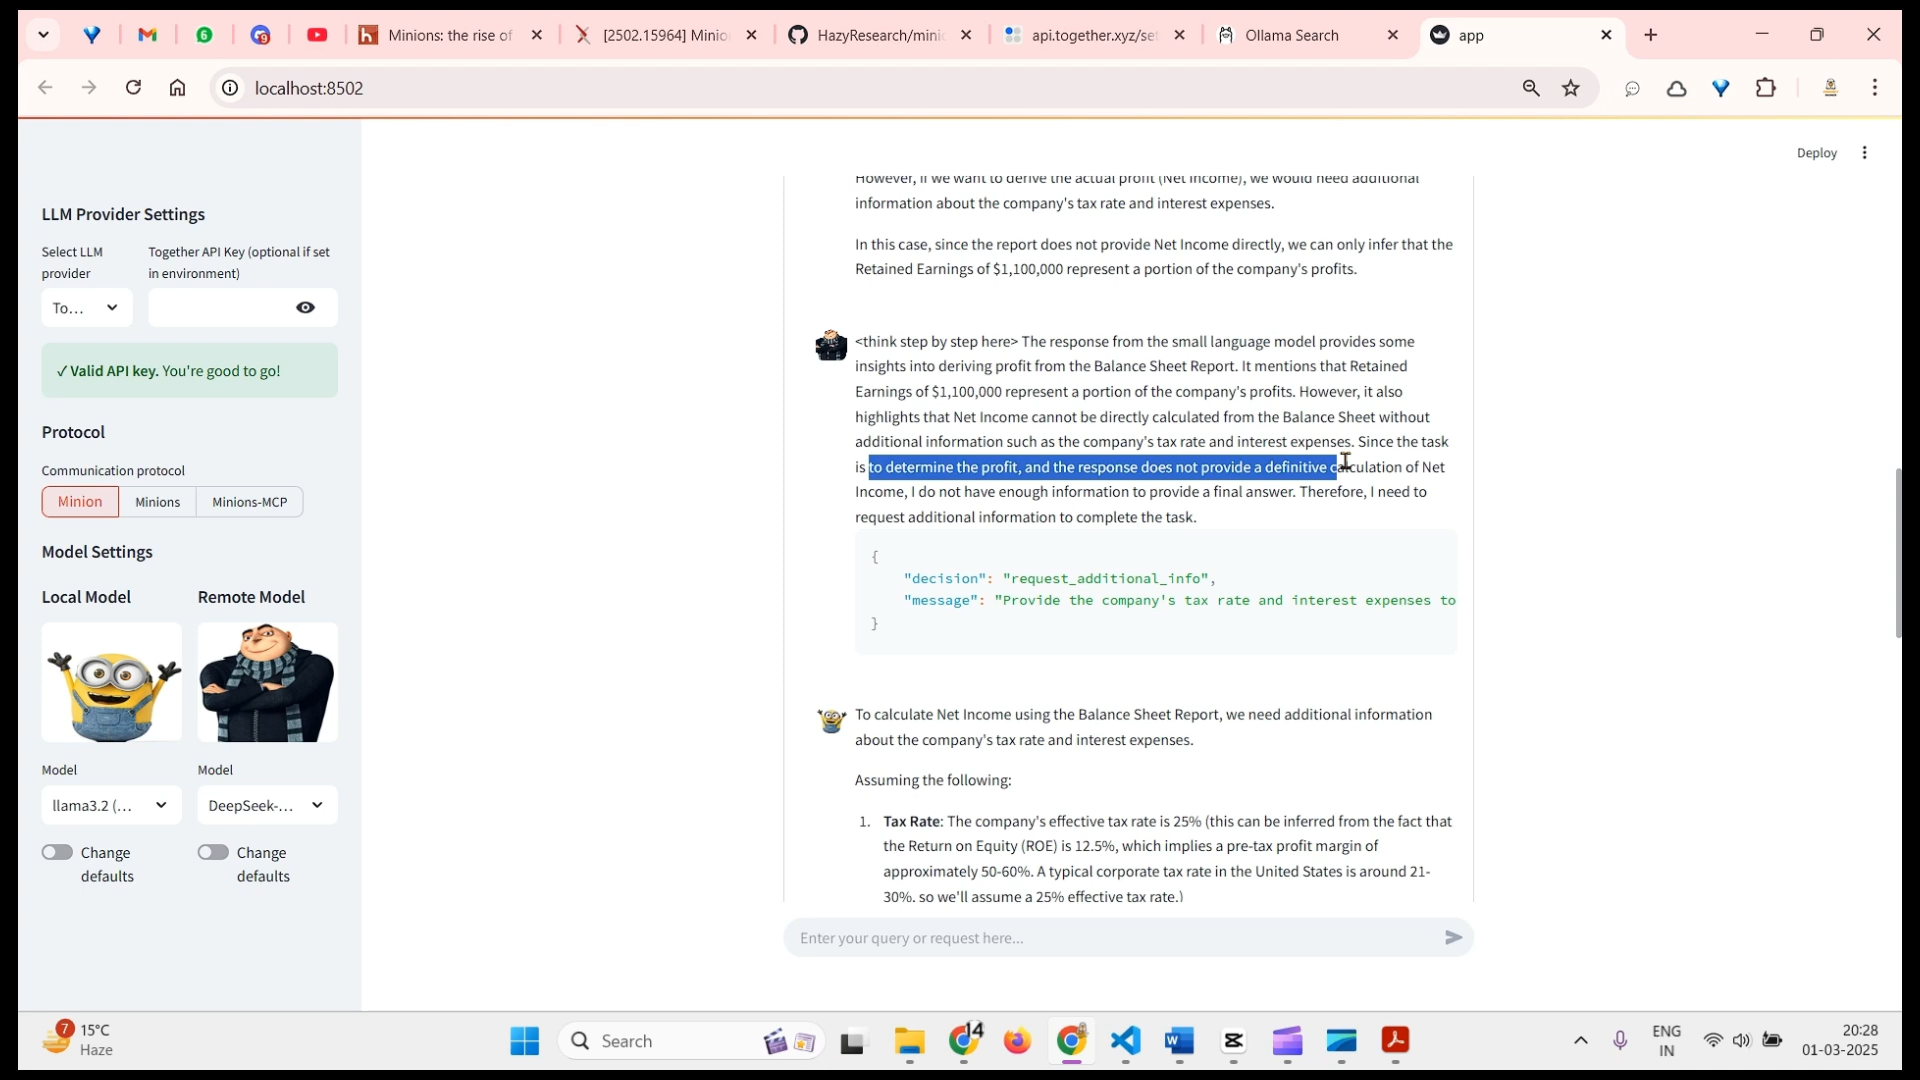 Minions: the rise of
[2502.15964] Minio
HazyResearch/mini
api.together.xyz/set
Ollama Search
app
localhost:8502
Deploy
LLM Provider Settings
Select LLM provider
Together API Key (optional if set in environment)
To...
✓ Valid API key. You're good to go!
Protocol
Communication protocol
Minion
Minions
Minions-MCP
Model Settings
Local Model
Remote Model
Model
Model
llama3.2 (...
DeepSeek-...
Change defaults
Change defaults
However, if we want to derive the actual profit (Net Income), we would need additional
information about the company's tax rate and interest expenses.
In this case, since the report does not provide Net Income directly, we can only infer that the
Retained Earnings of $1,100,000 represent a portion of the company's profits.
<think step by step here> The response from the small language model provides some
insights into deriving profit from the Balance Sheet Report. It mentions that Retained
Earnings of $1,100,000 represent a portion of the company's profits. However, it also
highlights that Net Income cannot be directly calculated from the Balance Sheet without
additional information such as the company's tax rate and interest expenses. Since the task
is to determine the profit, and the response does not provide a definitive calculation of Net
Income, I do not have enough information to provide a final answer. Therefore, I need to
request additional information to complete the task.
{
"decision": "request_additional_info",
"message": "Provide the company's tax rate and interest expenses to
}
To calculate Net Income using the Balance Sheet Report, we need additional information
about the company's tax rate and interest expenses.
Assuming the following:
1. Tax Rate: The company's effective tax rate is 25% (this can be inferred from the fact that
the Return on Equity (ROE) is 12.5%, which implies a pre-tax profit margin of
approximately 50-60%. A typical corporate tax rate in the United States is around 21-
30%, so we'll assume a 25% effective tax rate.)
Enter your query or request here...
7
15°C
Haze
Search
14
ENG
IN
20:28
01-03-2025